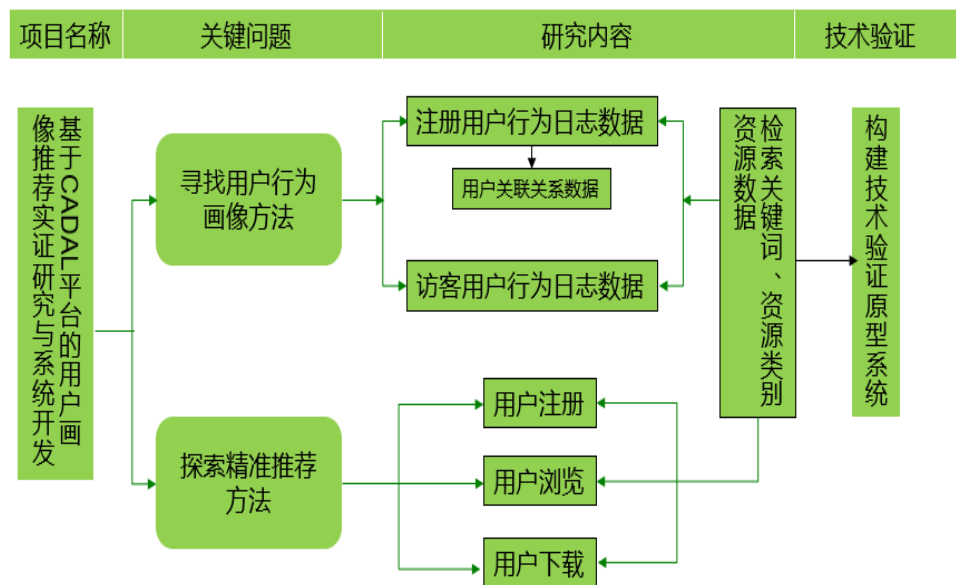 项目名称
关键问题
研究内容
技术验证
基于CADAL平台的用户画
像推荐实证研究与系统开发
寻找用户行为
画像方法
探索精准推荐
方法
注册用户行为日志数据
用户关联关系数据
访客用户行为日志数据
用户注册
用户浏览
用户下载
检索关键词、资源类别
资源数据
构建技术验证原型系统